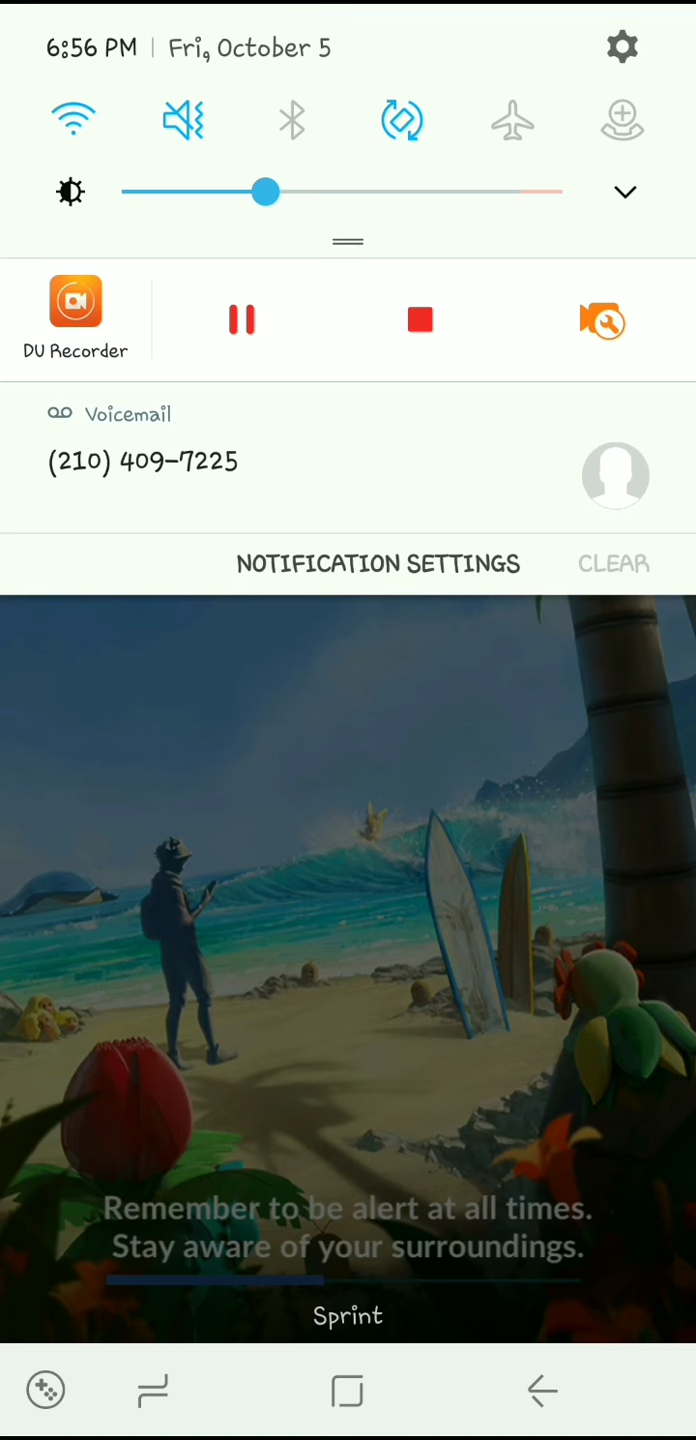 6:56 PM | Fri, October 5
DU Recorder
Voicemail
(210) 409-7225
NOTIFICATION SETTINGS CLEAR
Remember to be alert at all times.
Stay aware of your surroundings.
Sprint